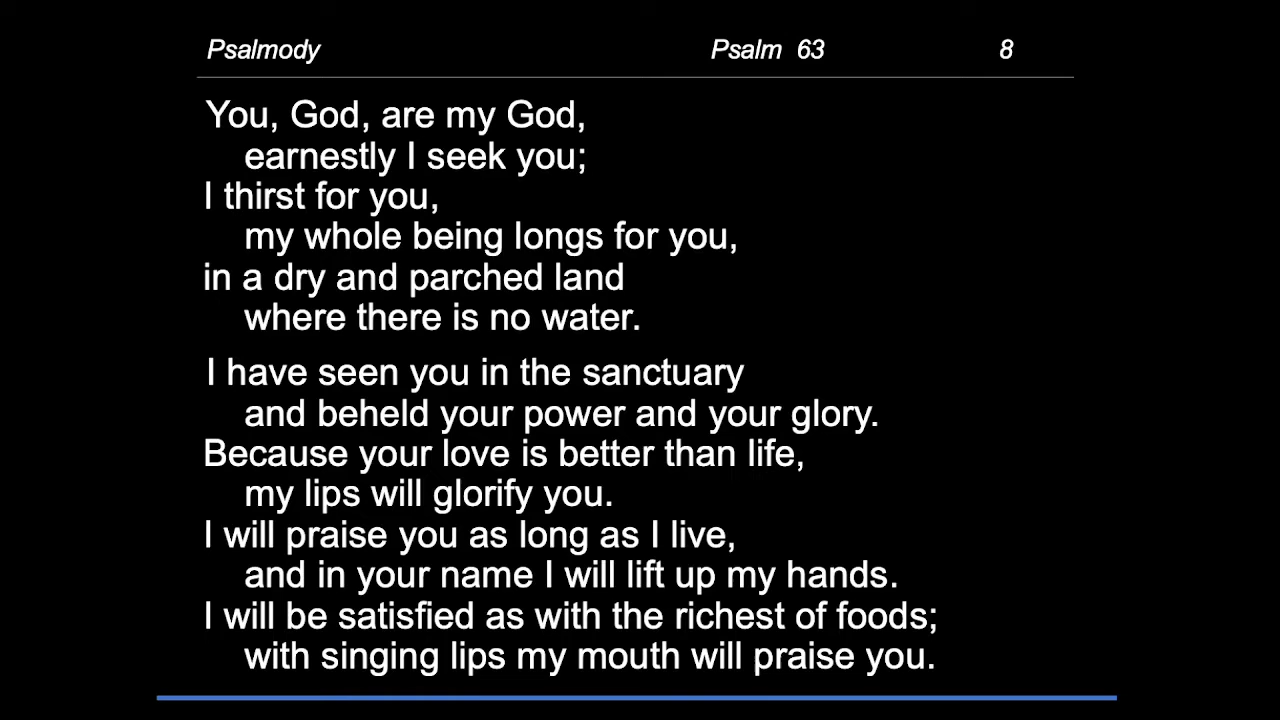 Psalmody Psalm 63 8
You, God, are my God,
earnestly I seek you;
I thirst for you,
my whole being longs for you,
in a dry and parched land
where there is no water.
I have seen you in the sanctuary
and beheld your power and your glory.
Because your love is better than life,
my lips will glorify you.
I will praise you as long as I live,
and in your name I will lift up my hands.
I will be satisfied as with the richest of foods;
with singing lips my mouth will praise you.